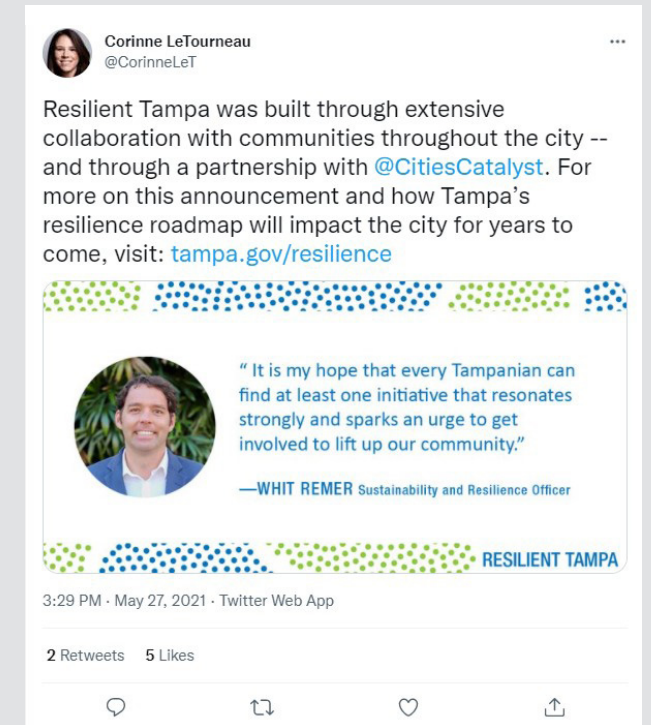 Corinne LeTourneau
@CorinneLeT
Resilient Tampa was built through extensive
collaboration with communities throughout the city --
and through a partnership with @CitiesCatalyst. For
more on this announcement and how Tampa’s
resilience roadmap will impact the city for years to
come, visit: tampa.gov/resilience
“ It is my hope that every Tampanian can
find at least one initiative that resonates
strongly and sparks an urge to get
involved to lift up our community.”
—WHIT REMER Sustainability and Resilience Officer
RESILIENT TAMPA
3:29 PM · May 27, 2021 · Twitter Web App
2 Retweets 5 Likes